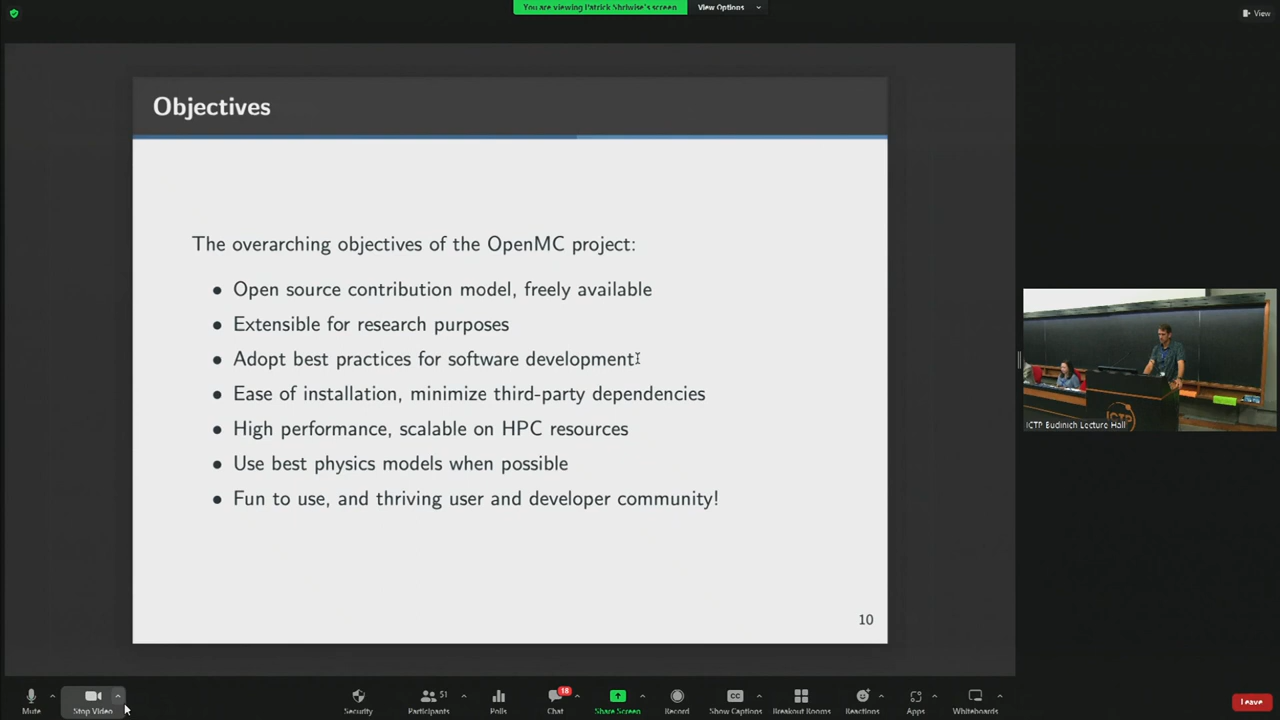 You are viewing Patrick Shriwise's screen
View Options
View
Objectives
The overarching objectives of the OpenMC project:
• Open source contribution model, freely available
• Extensible for research purposes
• Adopt best practices for software development
• Ease of installation, minimize third-party dependencies
• High performance, scalable on HPC resources
• Use best physics models when possible
• Fun to use, and thriving user and developer community!
10
ICTP
ICTP Budinich Lecture Hall
Mute
Stop Video
Security
Participants
51
Polls
Chat
18
Share Screen
Record
Show Captions
Breakout Rooms
Reactions
Apps
Whiteboards
Leave